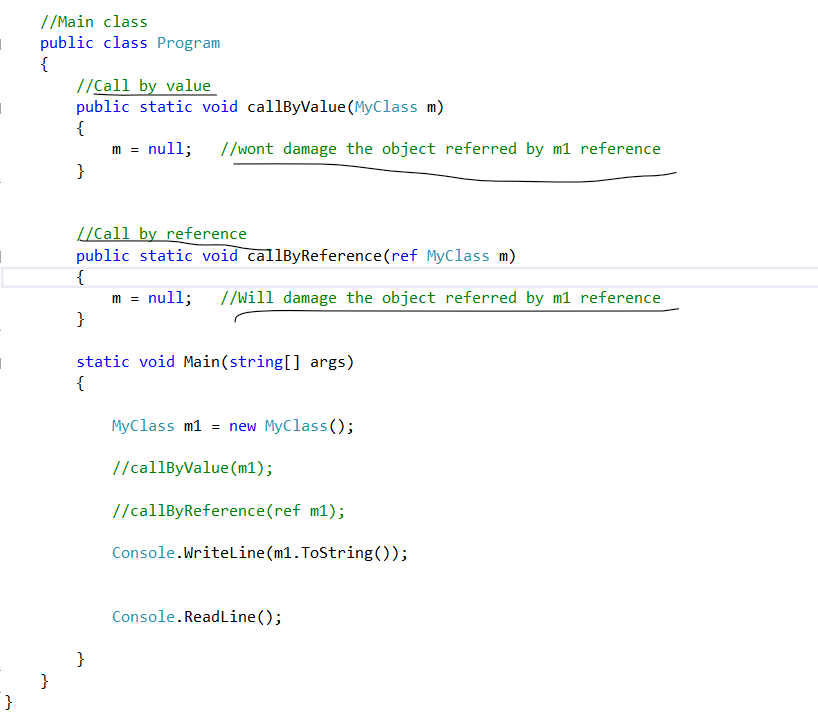 //Main class
public class Program
{
//Call by value
public static void callByValue(MyClass m)
{
m = null;   //wont damage the object referred by m1 reference
}
//Call by reference
public static void callByReference(ref MyClass m)
{
m = null;   //Will damage the object referred by m1 reference
}
static void Main(string[] args)
{
MyClass m1 = new MyClass();
//callByValue(m1);
//callByReference(ref m1);
Console.WriteLine(m1.ToString());
Console.ReadLine();
}
}
}